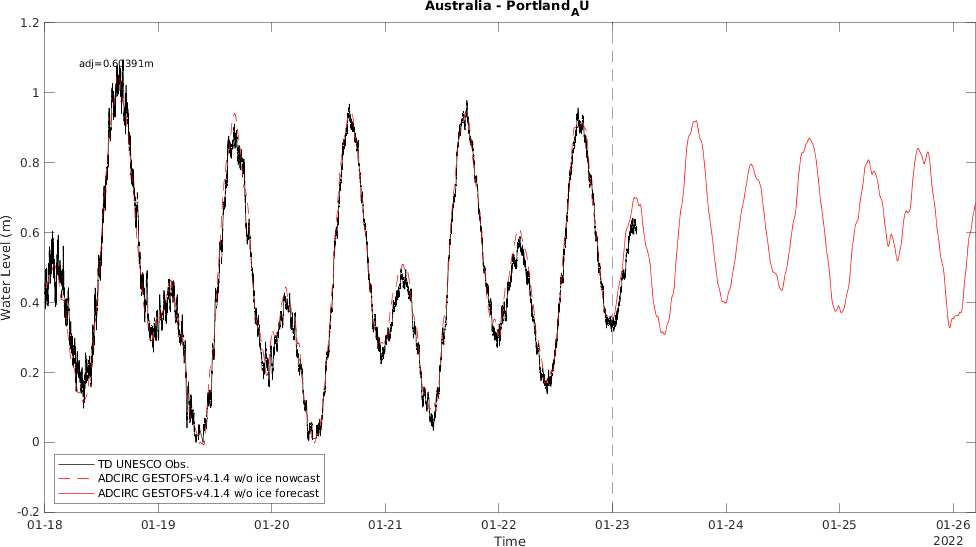 Australia - Portland_AU
adj=0.60391m
1.2
1
0.8
0.6
0.4
0.2
0
-0.2
Water Level (m)
TD UNESCO Obs.
ADCIRC GESTOFS-v4.1.4 w/o ice nowcast
ADCIRC GESTOFS-v4.1.4 w/o ice forecast
01-18 01-19 01-20 01-21 01-22 01-23 01-24 01-25 01-26
Time
2022